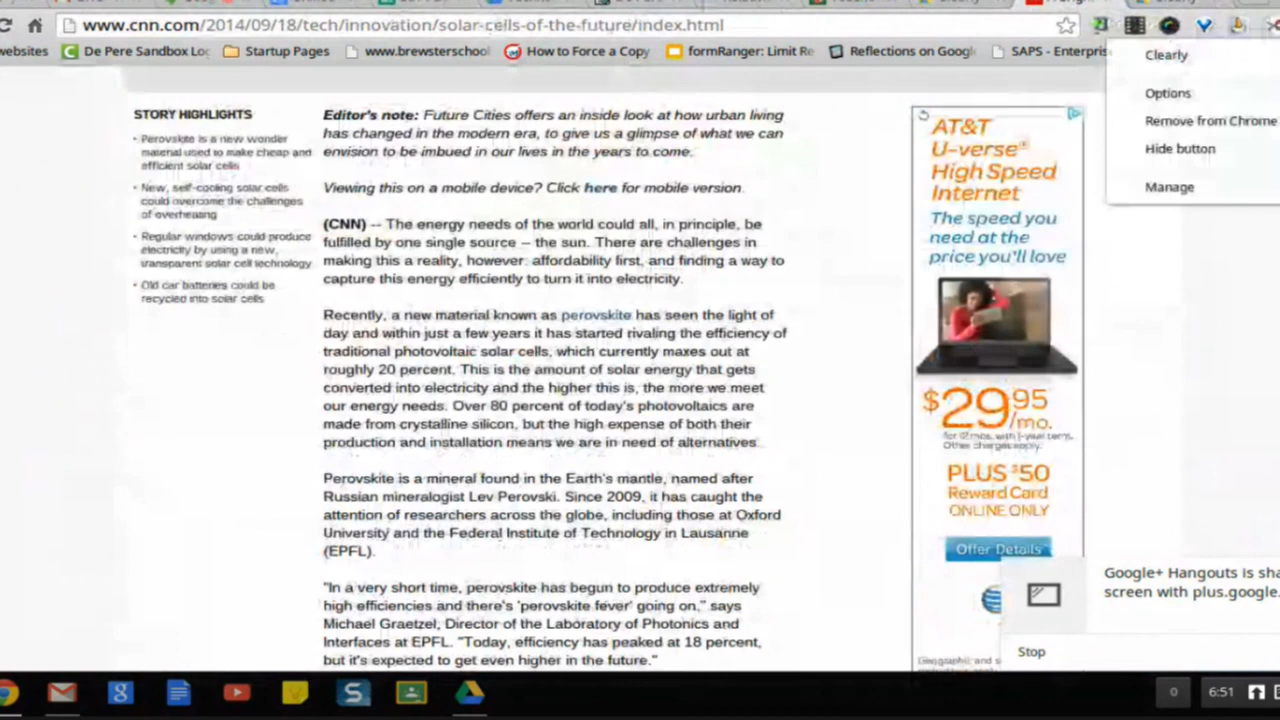 www.cnn.com/2014/09/18/tech/innovation/solar-cells-of-the-future/index.html
websites
De Pere Sandbox Lo
Startup Pages
www.brewsterschool
How to Force a Copy
formRanger: Limit Re
Reflections on Googl
SAPS - Enterpris
Clearly
Options
Remove from Chrome
Hide button
Manage
STORY HIGHLIGHTS
Perovskite is a new wonder
material used to make cheap and
efficient solar cells
New, self-cooling solar cells
could overcome the challenges
of overheating
Regular windows could produce
electricity by using a new,
transparent solar cell technology
Old car batteries could be
recycled into solar cells
Editor's note: Future Cities offers an inside look at how urban living
has changed in the modern era, to give us a glimpse of what we can
envision to be imbued in our lives in the years to come.
Viewing this on a mobile device? Click here for mobile version.
(CNN) -- The energy needs of the world could all, in principle, be
fulfilled by one single source -- the sun. There are challenges in
making this a reality, however: affordability first, and finding a way to
capture this energy efficiently to turn it into electricity.
Recently, a new material known as perovskite has seen the light of
day and within just a few years it has started rivaling the efficiency of
traditional photovoltaic solar cells, which currently maxes out at
roughly 20 percent. This is the amount of solar energy that gets
converted into electricity and the higher this is, the more we meet
our energy needs. Over 80 percent of today's photovoltaics are
made from crystalline silicon, but the high expense of both their
production and installation means we are in need of alternatives.
Perovskite is a mineral found in the Earth's mantle, named after
Russian mineralogist Lev Perovski. Since 2009, it has caught the
attention of researchers across the globe, including those at Oxford
University and the Federal Institute of Technology in Lausanne
(EPFL).
"In a very short time, perovskite has begun to produce extremely
high efficiencies and there's 'perovskite fever' going on," says
Michael Graetzel, Director of the Laboratory of Photonics and
Interfaces at EPFL. "Today, efficiency has peaked at 18 percent,
but it's expected to get even higher in the future."
AT&T
U-verse®
High Speed
Internet
The speed you
need at the
price you'll love
$29.95/mo.
for 12 mos. with 1-year term.
Other charges apply.
PLUS $50
Reward Card
ONLINE ONLY
Offer Details
Geographic and s
Google+ Hangouts is sha
screen with plus.google.
Stop
0
6:51